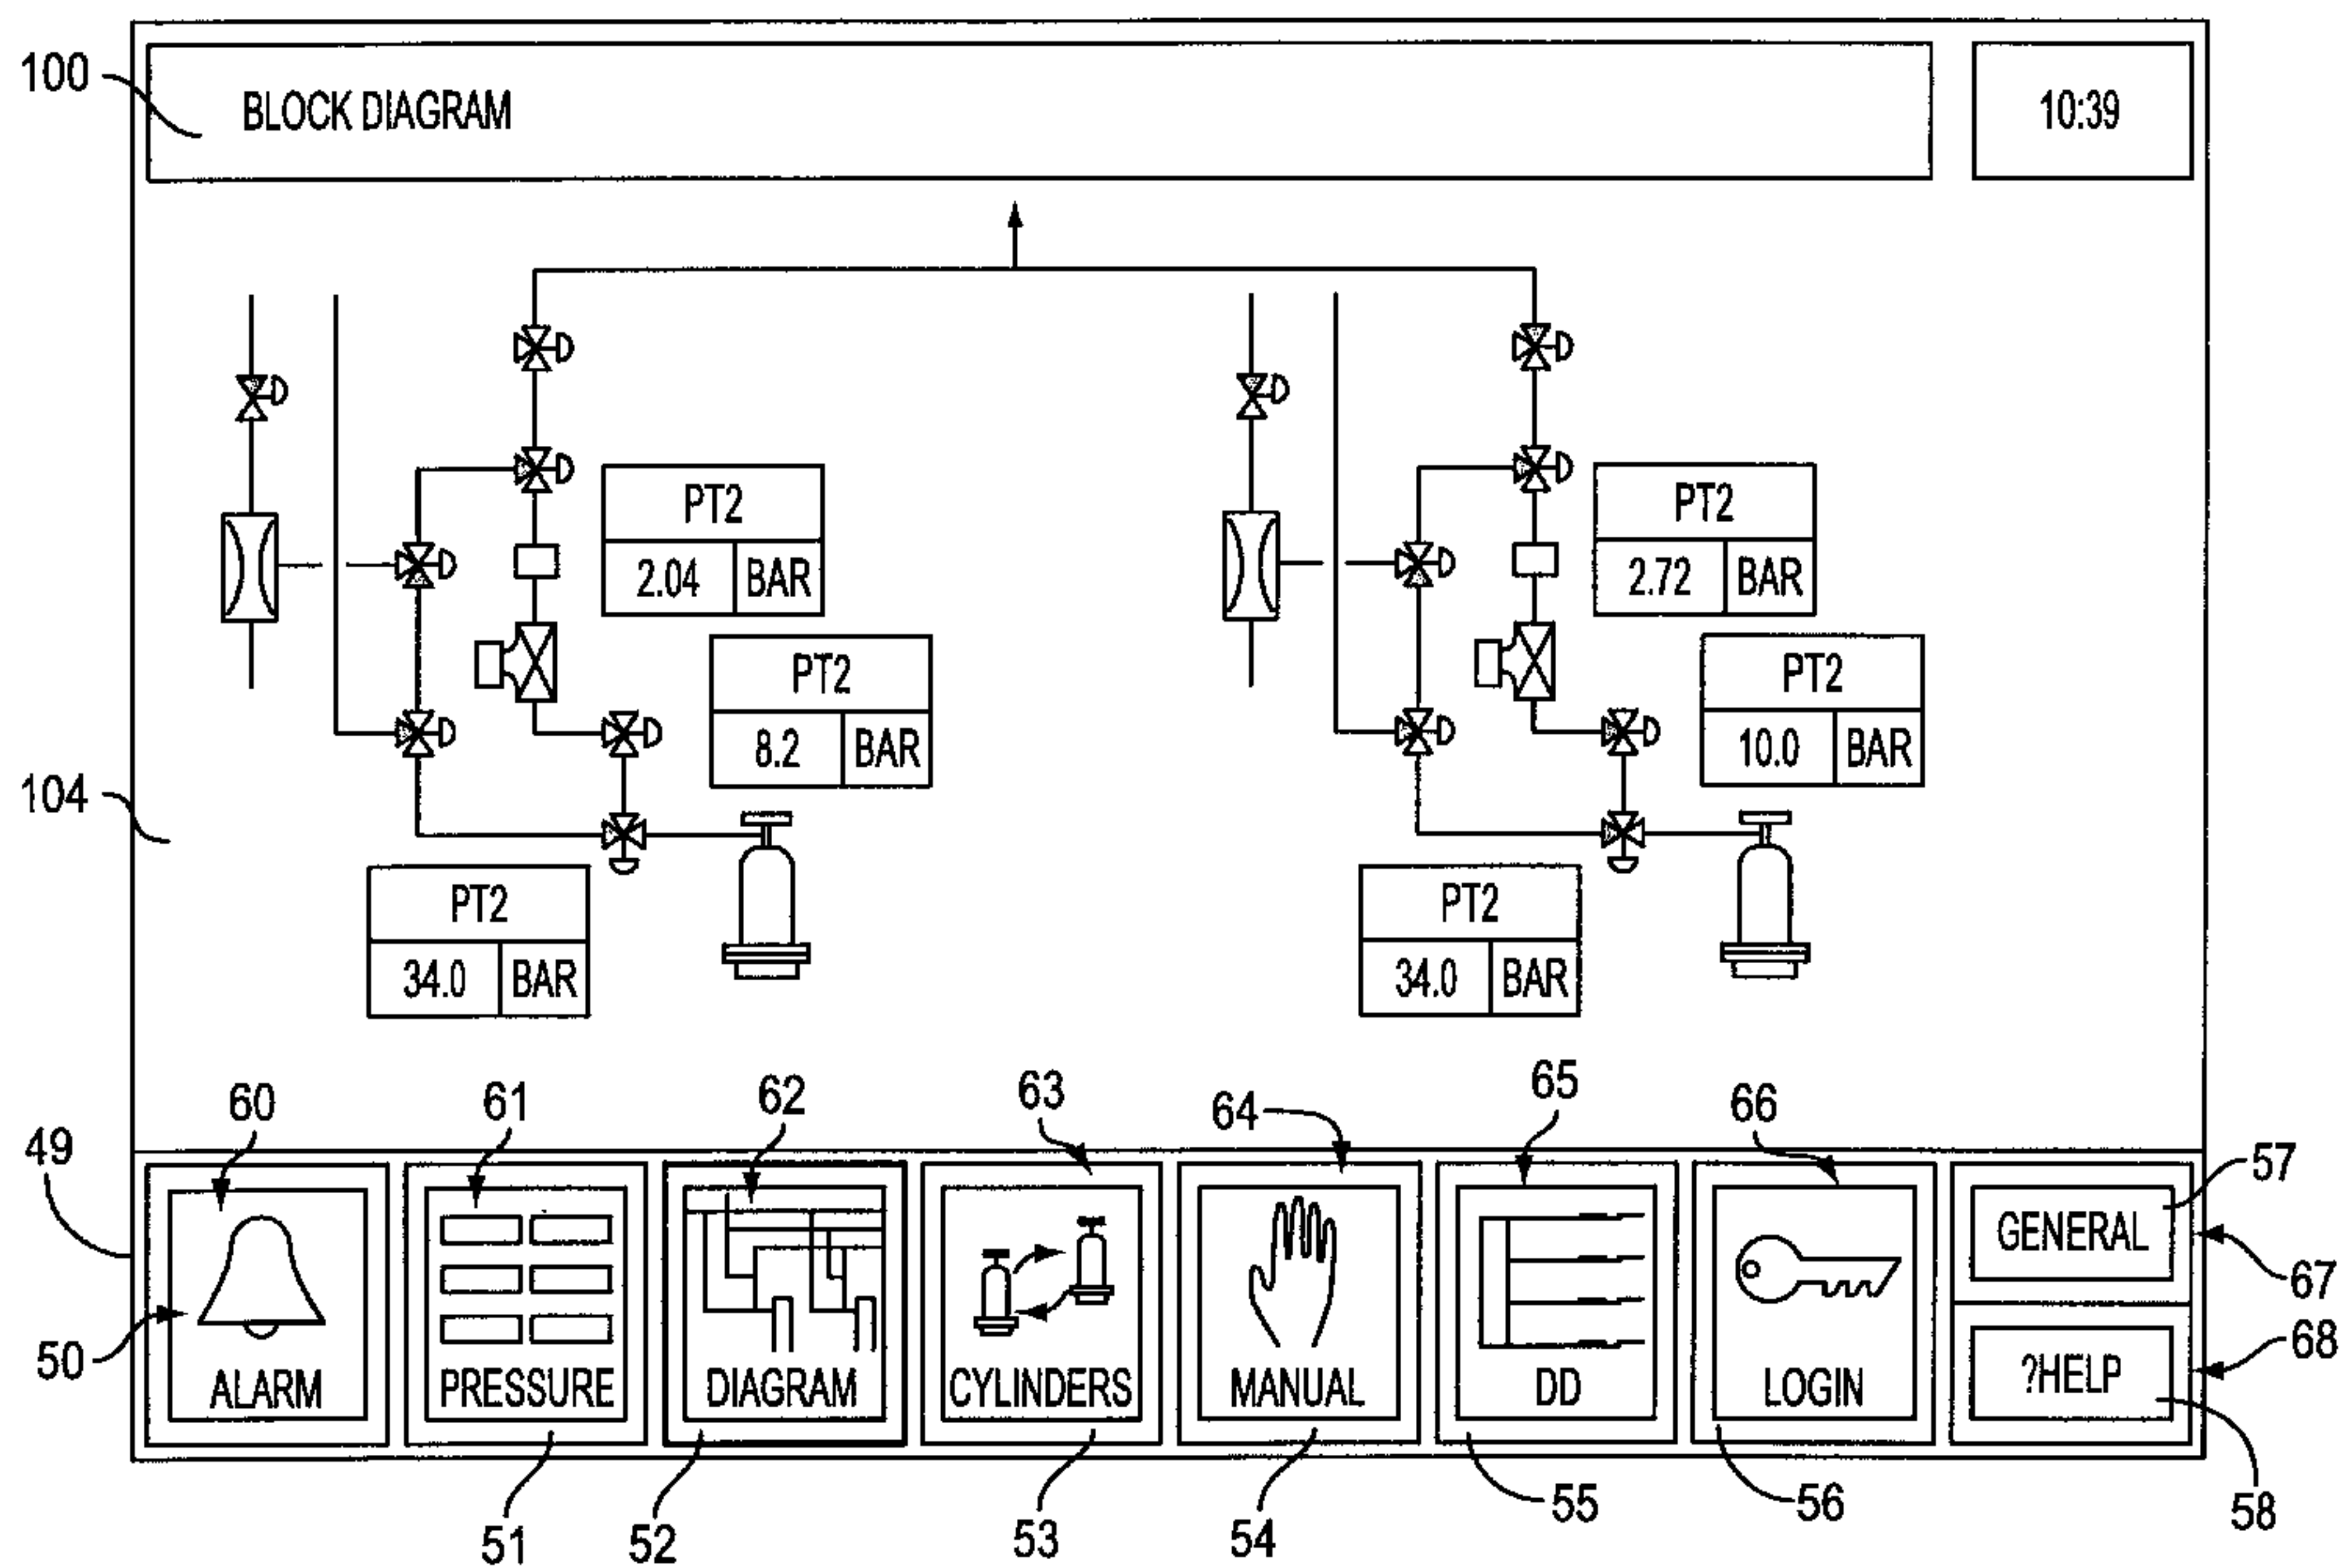 100
BLOCK DIAGRAM
10:39
PT2
2.04 BAR
PT2
2.72 BAR
PT2
8.2 BAR
PT2
10.0 BAR
104
PT2
34.0 BAR
PT2
34.0 BAR
60
61
62
63
64
65
66
49
57
GENERAL
67
50
ALARM
PRESSURE
DIAGRAM
CYLINDERS
MANUAL
DD
LOGIN
?HELP
68
51
52
53
54
55
56
58